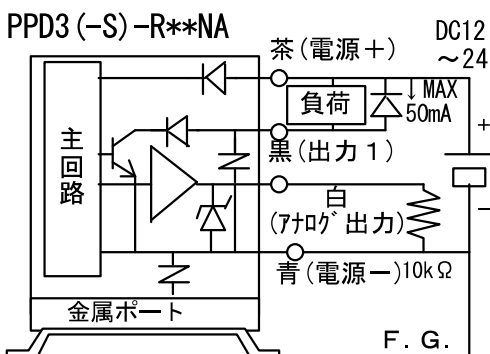 PPD3(-S)-R**NA
茶(電源+)
DC12
～24
主回路
負荷
↓MAX
50mA
黒(出力1)
+
白
(アナログ出力)
−
青(電源−)
10kΩ
金属ポート
F.G.